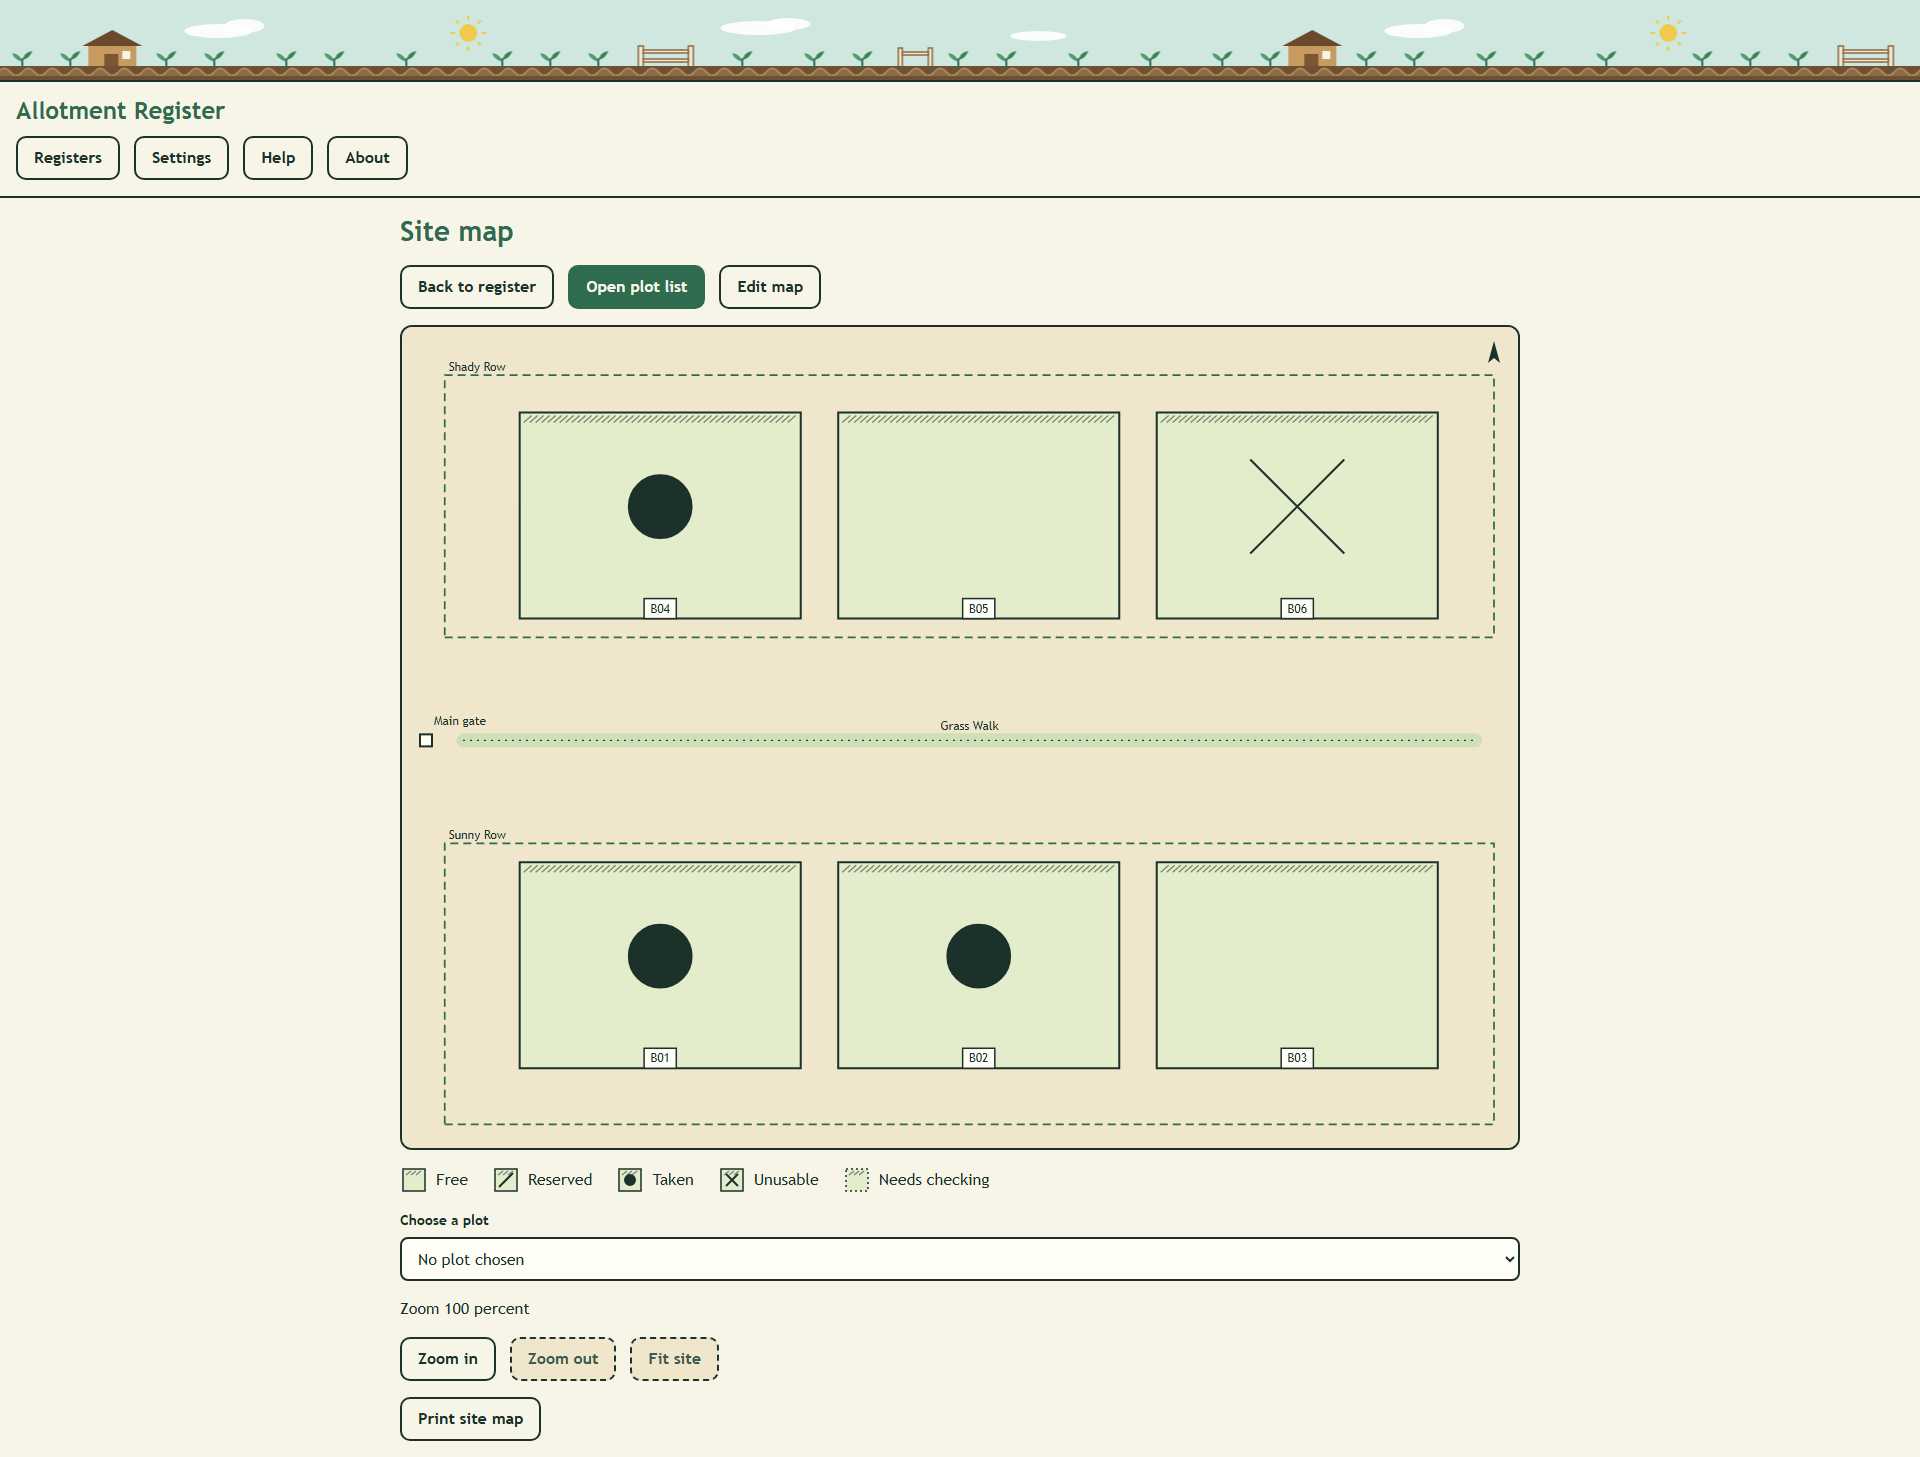 Allotment Register
Registers Settings Help About
Site map
Back to register Open plot list Edit map
Shady Row
B04 B05 B06
Main gate Grass Walk
Sunny Row
B01 B02 B03
Free Reserved Taken Unusable Needs checking
Choose a plot
No plot chosen
Zoom 100 percent
Zoom in Zoom out Fit site
Print site map